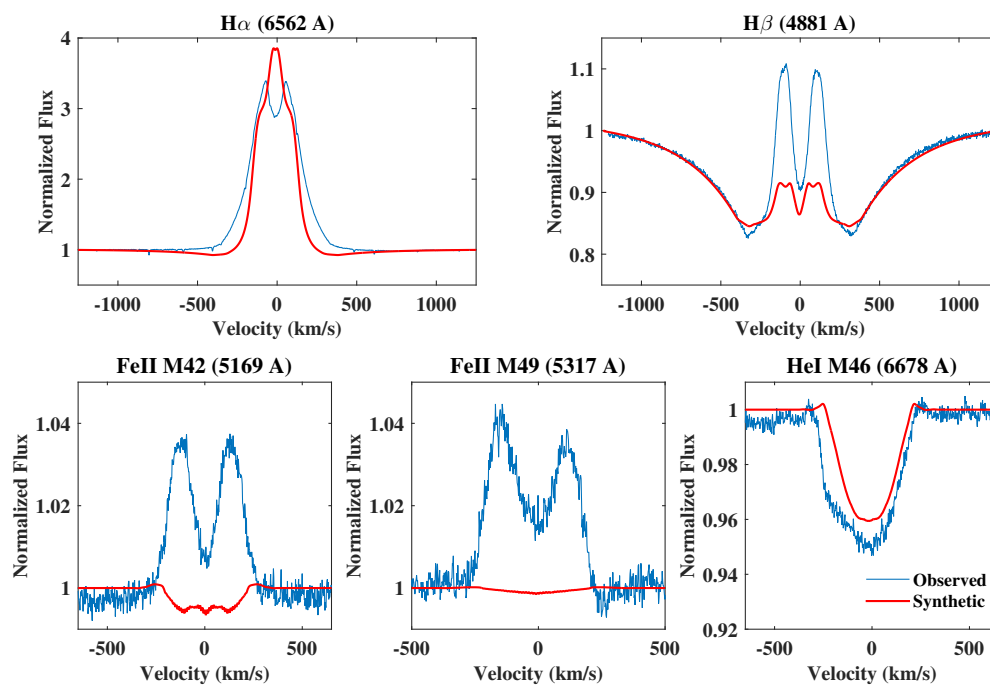 Hα (6562 A)
Normalized Flux
4
3
2
1
-1000 -500 0 500 1000
Velocity (km/s)
Hβ (4881 A)
Normalized Flux
1.1
1
0.9
0.8
-1000 -500 0 500 1000
Velocity (km/s)
FeII M42 (5169 A)
Normalized Flux
1.04
1.02
1
-500 0 500
Velocity (km/s)
FeII M49 (5317 A)
Normalized Flux
1.04
1.02
1
-500 0 500
Velocity (km/s)
HeI M46 (6678 A)
Normalized Flux
1
0.98
0.96
0.94
0.92
Observed
Synthetic
-500 0 500
Velocity (km/s)